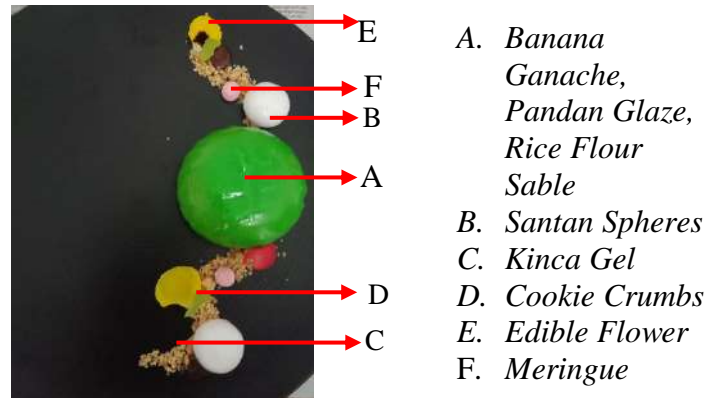 E
F
B
A
D
C
A. Banana
Ganache,
Pandan Glaze,
Rice Flour
Sable
B. Santan Spheres
C. Kinca Gel
D. Cookie Crumbs
E. Edible Flower
F. Meringue